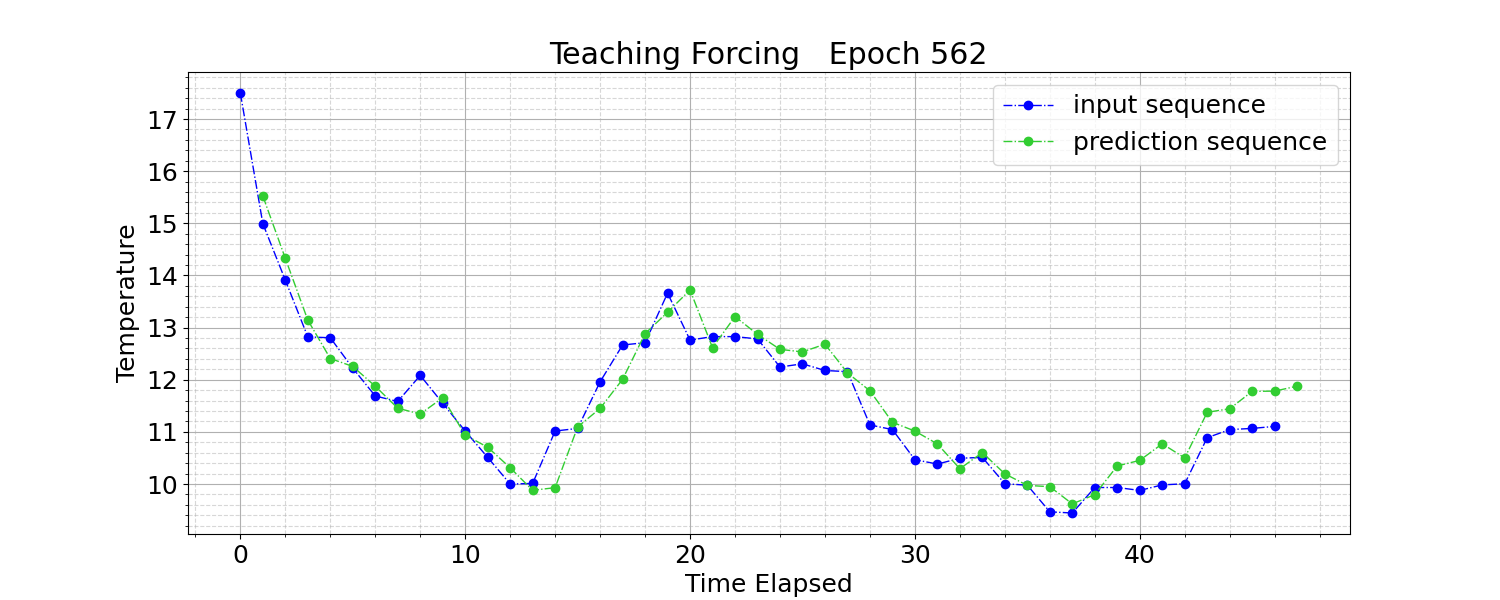 Teaching Forcing   Epoch 562
input sequence
prediction sequence
Temperature
17
16
15
14
13
12
11
10
0 10 20 30 40
Time Elapsed